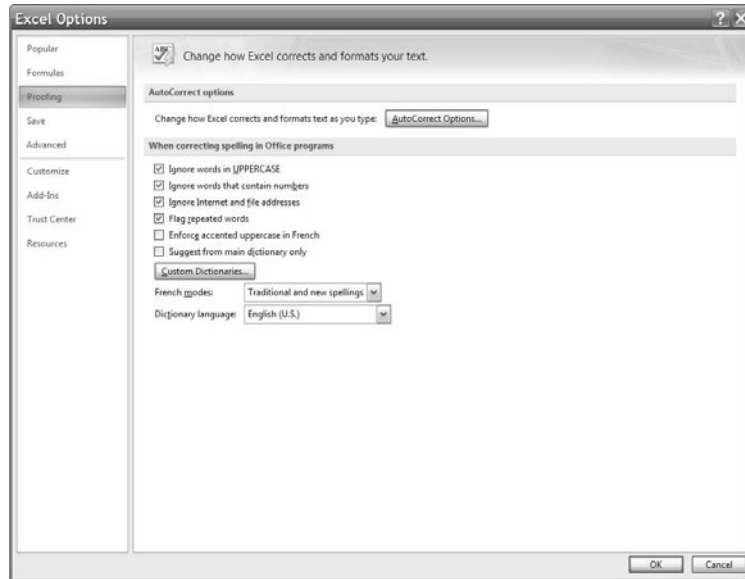 Excel Options
Popular
Formulas
Proofing
Save
Advanced
Customize
Add-Ins
Trust Center
Resources
ABC
Change how Excel corrects and formats your text.
AutoCorrect options
Change how Excel corrects and formats text as you type: AutoCorrect Options...
When correcting spelling in Office programs
Ignore words in UPPERCASE
Ignore words that contain numbers
Ignore Internet and file addresses
Flag repeated words
Enforce accented uppercase in French
Suggest from main dictionary only
Custom Dictionaries...
French modes: Traditional and new spellings
Dictionary language: English (U.S.)
OK Cancel